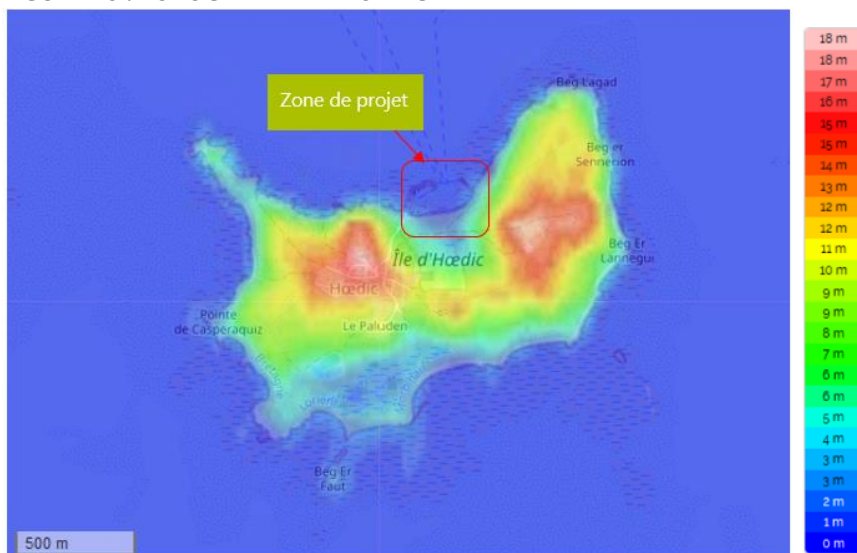 Zone de projet
Beg Lagad
Beg er
Sennerion
Île d'Hœdic
Hœdic
Beg Er
Lannegui
Pointe
de Casperaquiz
Le Paluden
Bretagne
Lorient
Beg Er
Faut
500 m
18 m
18 m
17 m
16 m
15 m
15 m
14 m
13 m
12 m
12 m
11 m
10 m
9 m
9 m
8 m
7 m
6 m
6 m
5 m
4 m
3 m
3 m
2 m
1 m
0 m